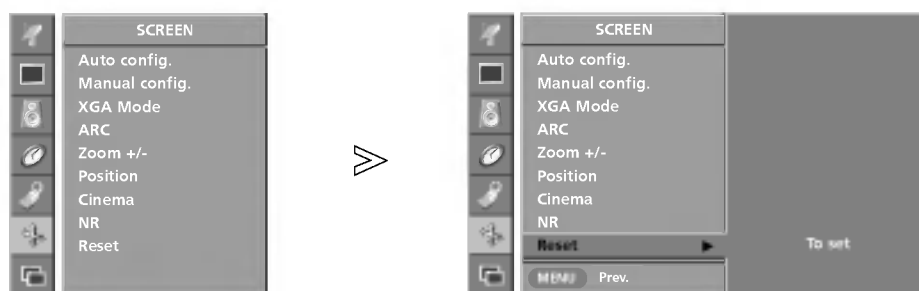 SCREEN
Auto config.
Manual config.
XGA Mode
ARC
Zoom +/-
Position
Cinema
NR
Reset
SCREEN
Auto config.
Manual config.
XGA Mode
ARC
Zoom +/-
Position
Cinema
NR
Reset
To set
MENU Prev.